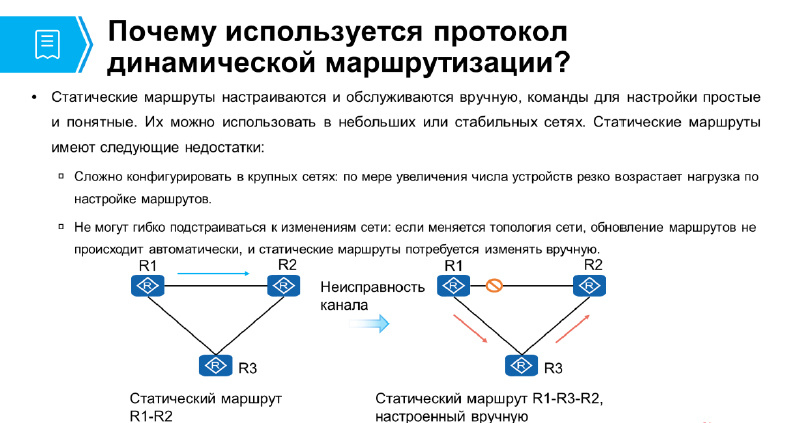 Почему используется протокол
динамической маршрутизации?
• Статические маршруты настраиваются и обслуживаются вручную, команды для настройки простые
и понятные. Их можно использовать в небольших или стабильных сетях. Статические маршруты
имеют следующие недостатки:
▫ Сложно конфигурировать в крупных сетях: по мере увеличения числа устройств резко возрастает нагрузка по
настройке маршрутов.
▫ Не могут гибко подстраиваться к изменениям сети: если меняется топология сети, обновление маршрутов не
происходит автоматически, и статические маршруты потребуется изменять вручную.
R1 R2 R1 R2
R R R R
Неисправность
канала
R R3 R R3
Статический маршрут
R1-R2
Статический маршрут R1-R3-R2,
настроенный вручную